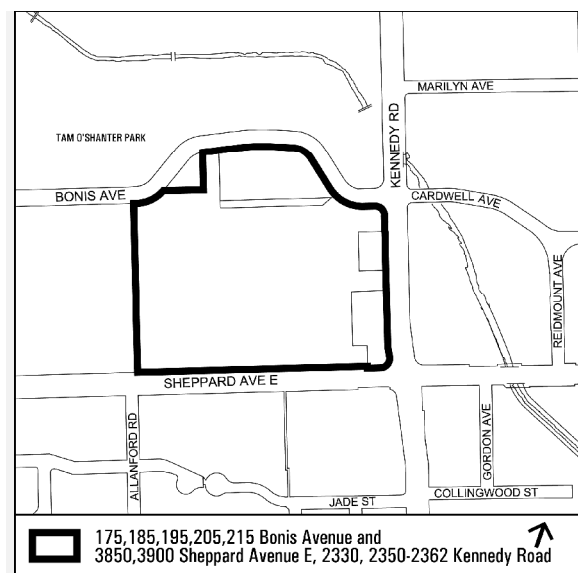 MARILYN AVE
KENNEDY RD
TAM O'SHANTER PARK
BONIS AVE
CARDWELL AVE
REIDMOUNT AVE
SHEPPARD AVE E
ALLANFORD RD
GORDON AVE
JADE ST
COLLINGWOOD ST
175,185,195,205,215 Bonis Avenue and
3850,3900 Sheppard Avenue E, 2330, 2350-2362 Kennedy Road